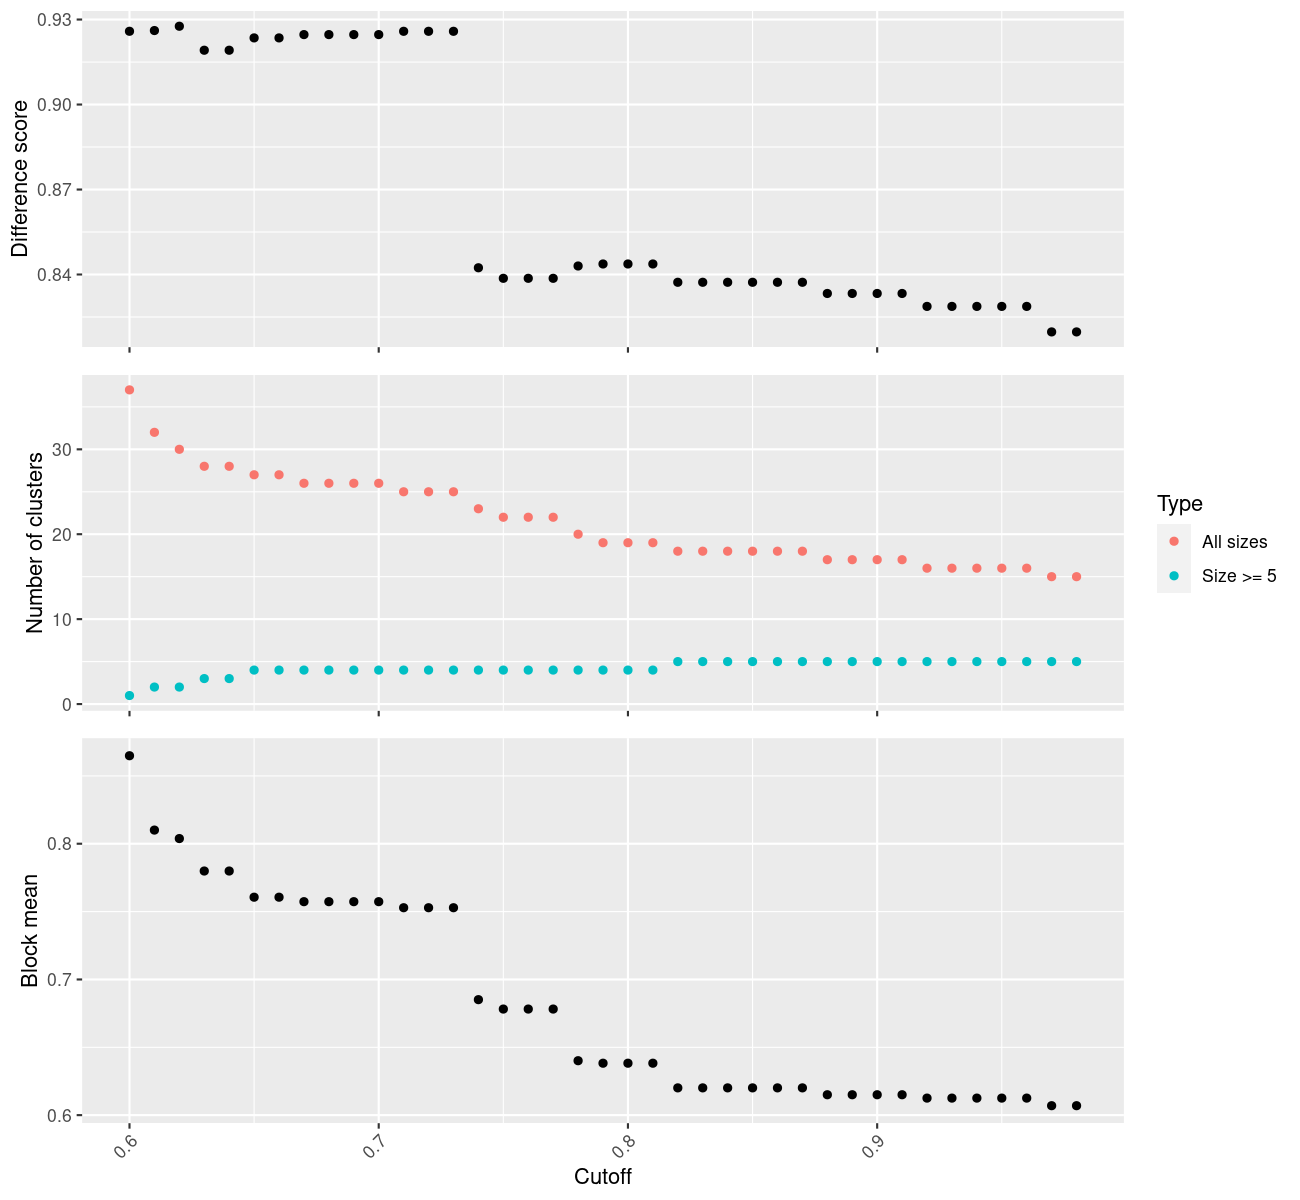 Difference score
0.93
0.90
0.87
0.84
Number of clusters
30
20
10
0
Type
All sizes
Size >= 5
Block mean
0.8
0.7
0.6
0.6
0.7
0.8
0.9
Cutoff